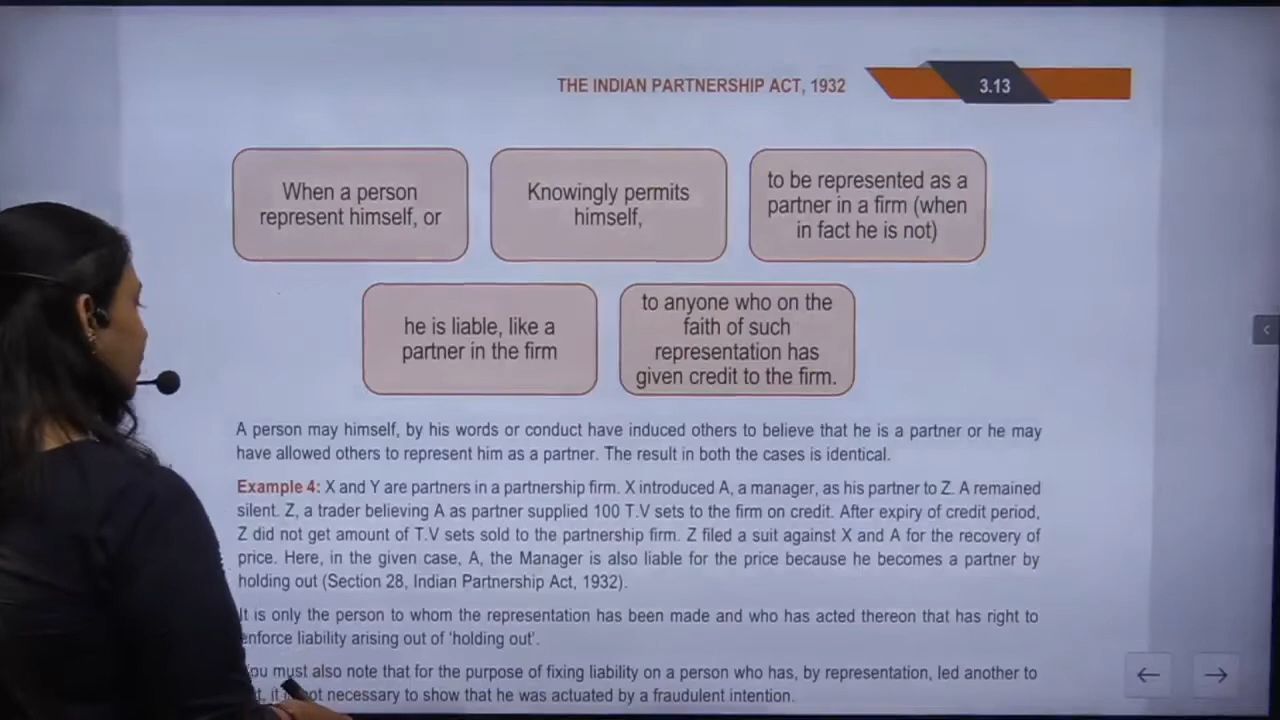 THE INDIAN PARTNERSHIP ACT, 1932
3.13
When a person
represent himself, or
Knowingly permits
himself,
to be represented as a
partner in a firm (when
in fact he is not)
he is liable, like a
partner in the firm
to anyone who on the
faith of such
representation has
given credit to the firm.
A person may himself, by his words or conduct have induced others to believe that he is a partner or he may
have allowed others to represent him as a partner. The result in both the cases is identical.
Example 4: X and Y are partners in a partnership firm. X introduced A, a manager, as his partner to Z. A remained
silent. Z, a trader believing A as partner supplied 100 T.V sets to the firm on credit. After expiry of credit period,
Z did not get amount of T.V sets sold to the partnership firm. Z filed a suit against X and A for the recovery of
price. Here, in the given case, A, the Manager is also liable for the price because he becomes a partner by
holding out (Section 28, Indian Partnership Act, 1932).
It is only the person to whom the representation has been made and who has acted thereon that has right to
enforce liability arising out of ‘holding out’.
must also note that for the purpose of fixing liability on a person who has, by representation, led another to
it necessary to show that he was actuated by a fraudulent intention.